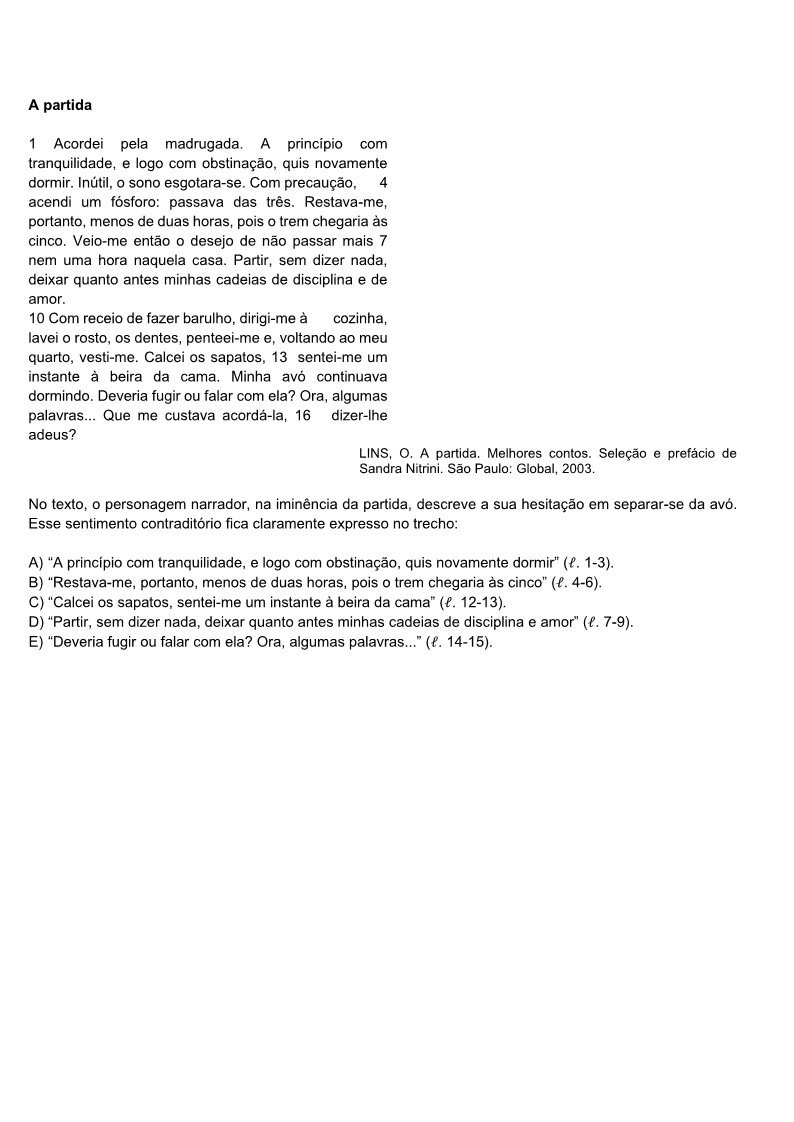 A partida
1 Acordei pela madrugada. A princípio com
tranquilidade, e logo com obstinação, quis novamente
dormir. Inútil, o sono esgotara-se. Com precaução, 4
acendi um fósforo: passava das três. Restava-me,
portanto, menos de duas horas, pois o trem chegaria às
cinco. Veio-me então o desejo de não passar mais 7
nem uma hora naquela casa. Partir, sem dizer nada,
deixar quanto antes minhas cadeias de disciplina e de
amor.
10 Com receio de fazer barulho, dirigi-me à cozinha,
lavei o rosto, os dentes, penteei-me e, voltando ao meu
quarto, vesti-me. Calcei os sapatos, 13 sentei-me um
instante à beira da cama. Minha avó continuava
dormindo. Deveria fugir ou falar com ela? Ora, algumas
palavras... Que me custava acordá-la, 16 dizer-lhe
adeus?
LINS, O. A partida. Melhores contos. Seleção e prefácio de
Sandra Nitrini. São Paulo: Global, 2003.
No texto, o personagem narrador, na iminência da partida, descreve a sua hesitação em separar-se da avó.
Esse sentimento contraditório fica claramente expresso no trecho:
A) “A princípio com tranquilidade, e logo com obstinação, quis novamente dormir” (ℓ. 1-3).
B) “Restava-me, portanto, menos de duas horas, pois o trem chegaria às cinco” (ℓ. 4-6).
C) “Calcei os sapatos, sentei-me um instante à beira da cama” (ℓ. 12-13).
D) “Partir, sem dizer nada, deixar quanto antes minhas cadeias de disciplina e amor” (ℓ. 7-9).
E) “Deveria fugir ou falar com ela? Ora, algumas palavras...” (ℓ. 14-15).